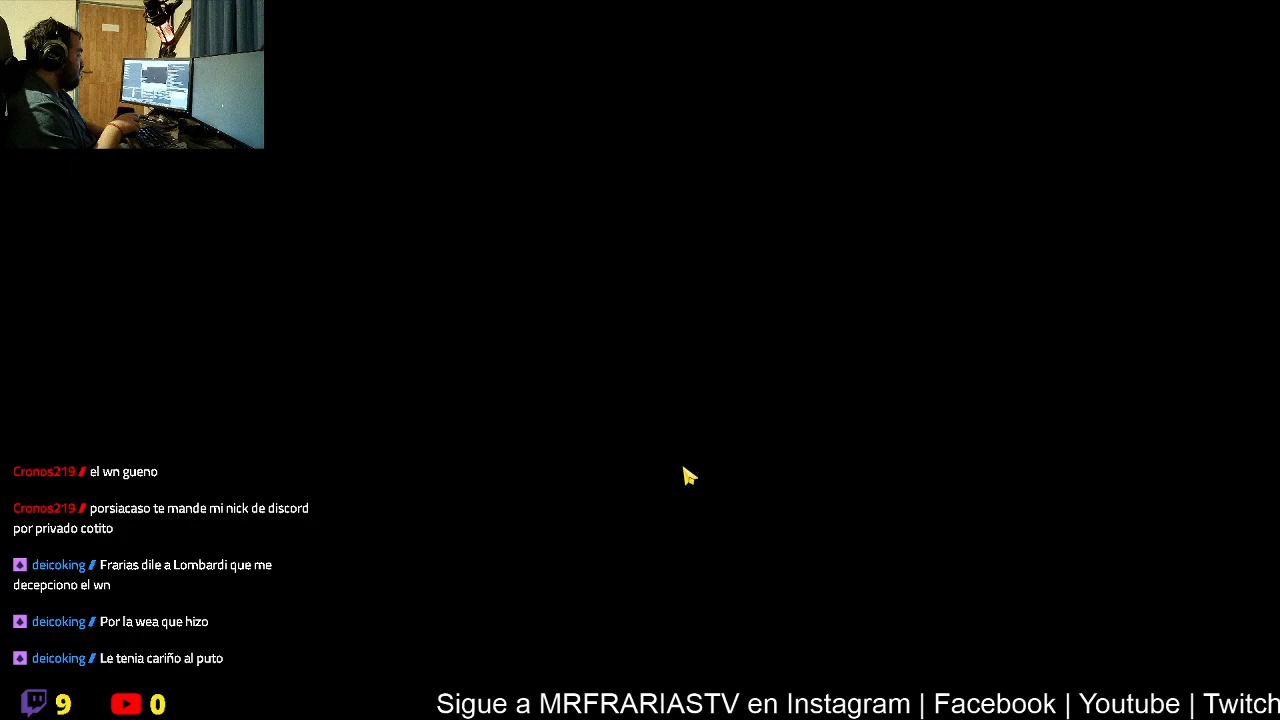 Cronos219 // el wn gueno
Cronos219 // porsiacaso te mande mi nick de discord
por privado cotito
deicoking // Frarias dile a Lombardi que me
decepciono el wn
deicoking // Por la wea que hizo
deicoking // Le tenia cariño al puto
9 0
Sigue a MRFRARIASTV en Instagram | Facebook | Youtube | Twitch